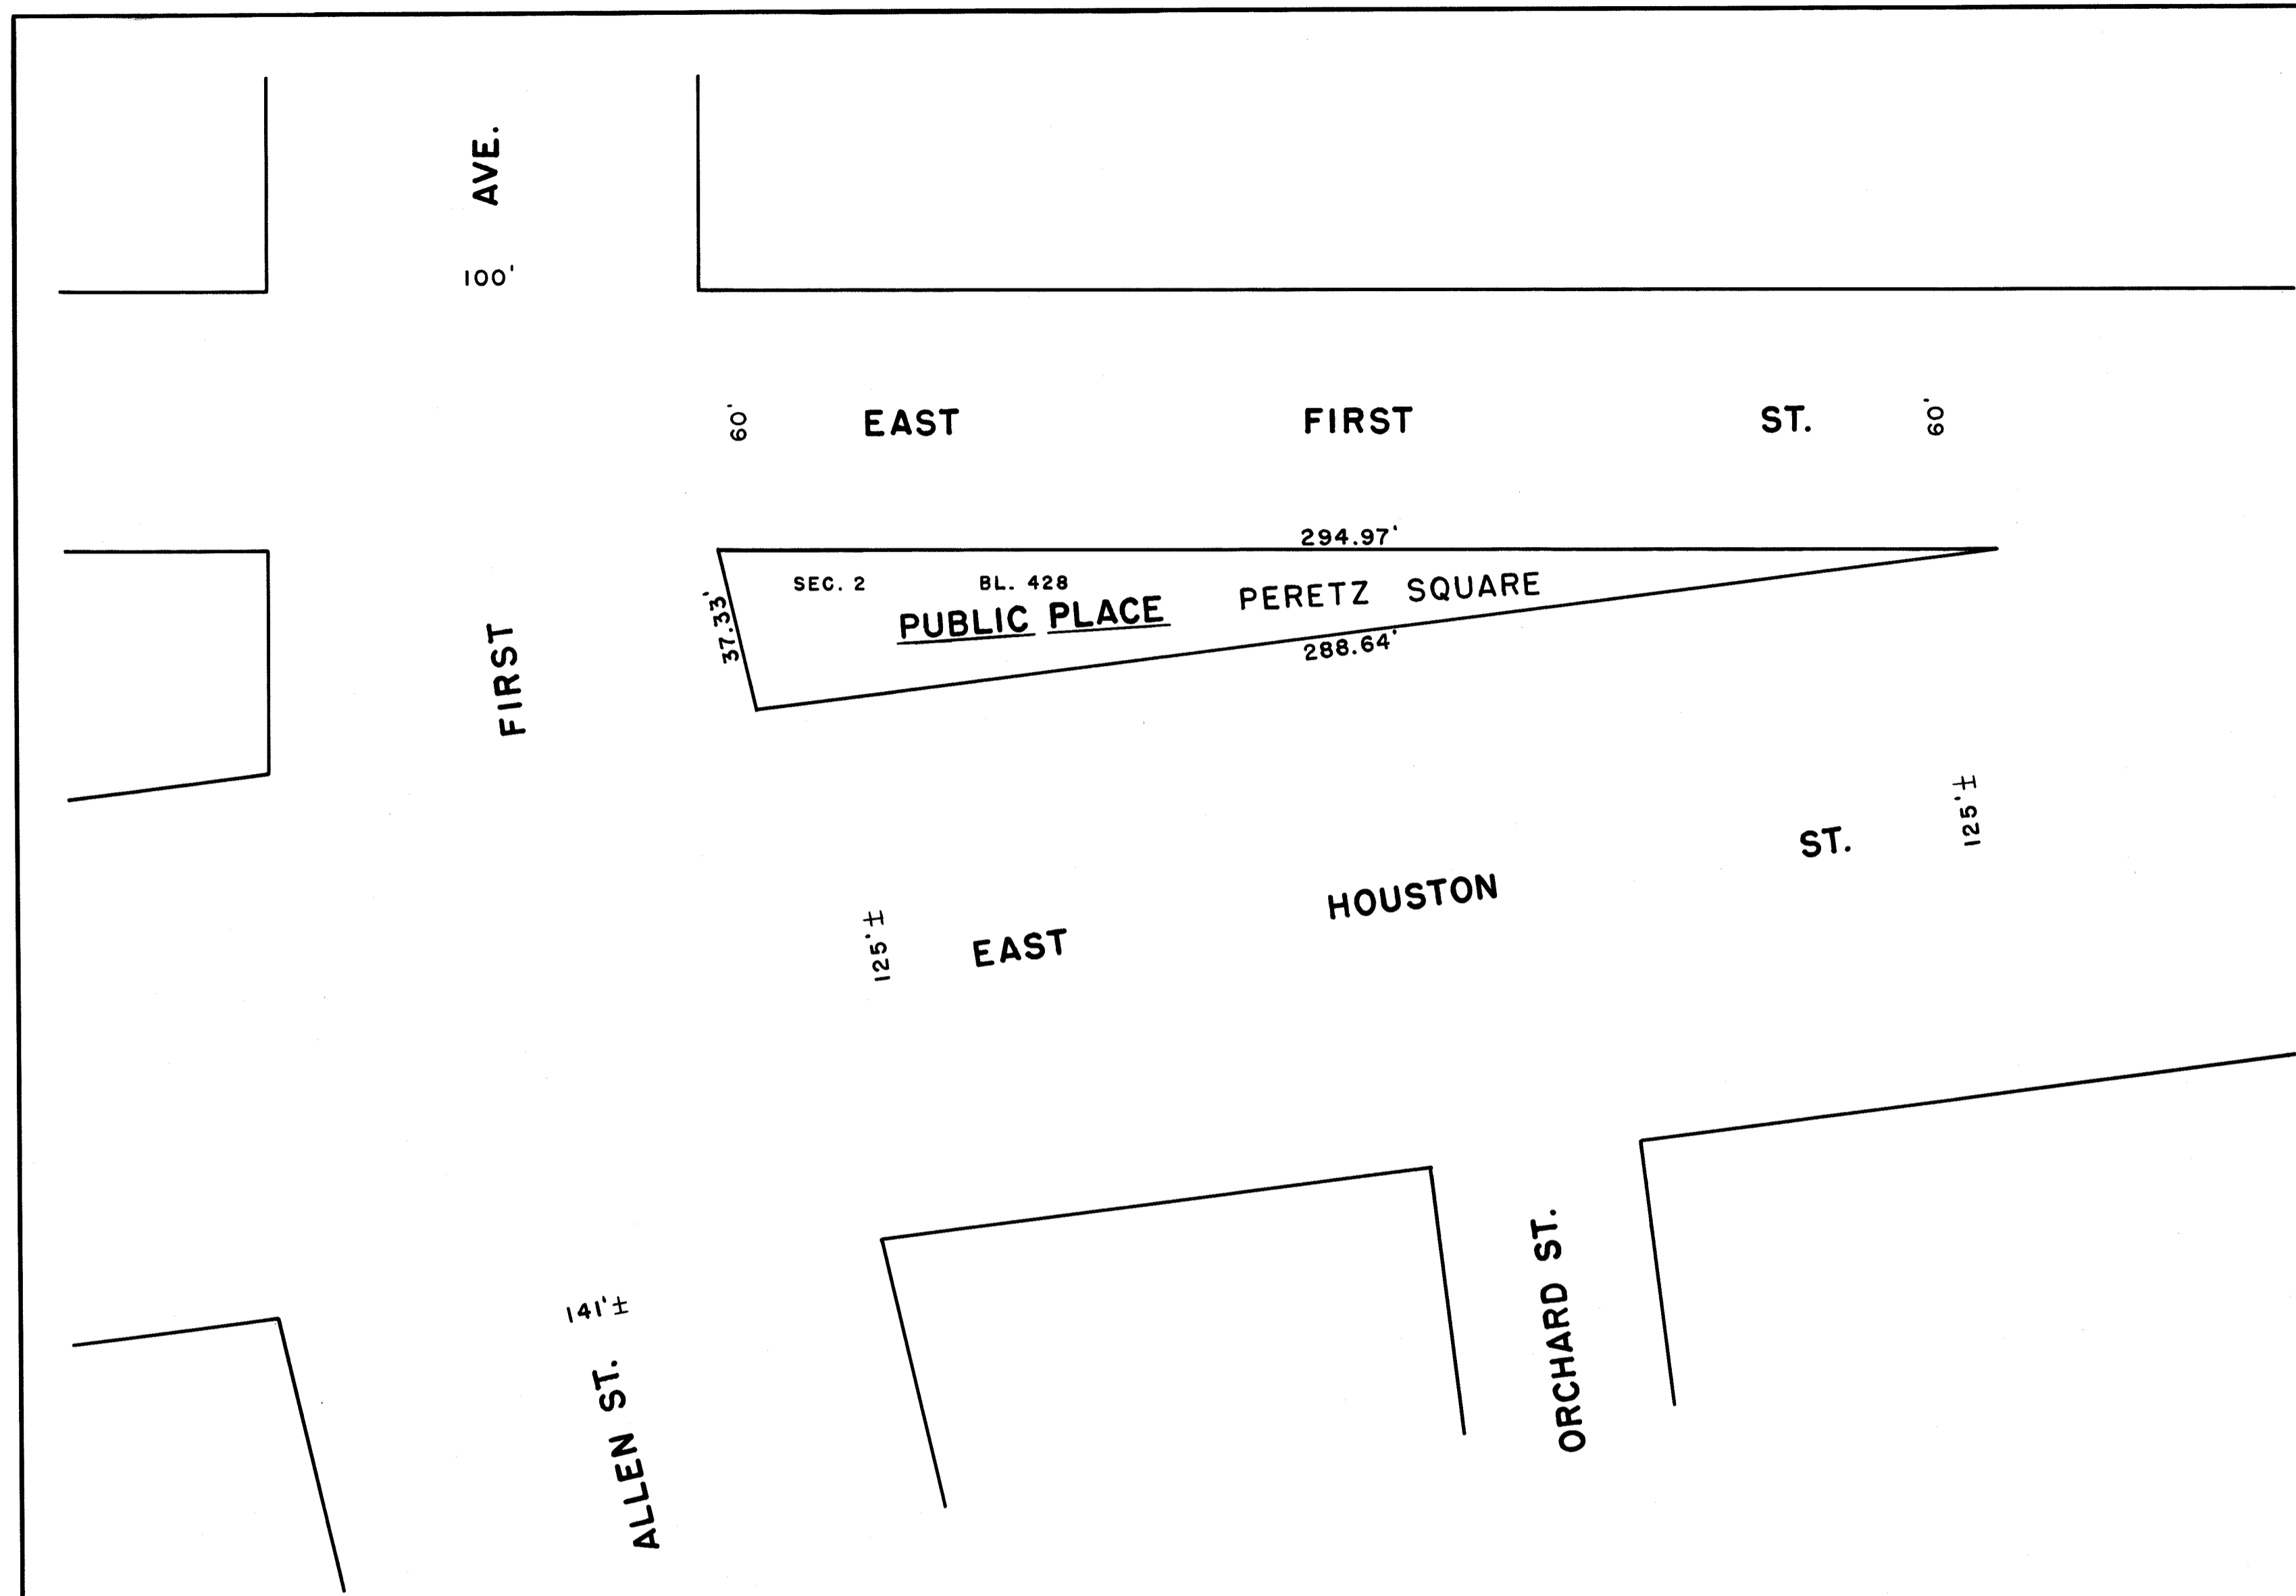 AVE.
100'
60'
EAST FIRST ST.
60'
294.97'
SEC. 2 BL. 428
PUBLIC PLACE PERETZ SQUARE
37.33'
288.64'
FIRST
125'±
EAST HOUSTON ST.
125'±
141'±
ALLEN ST.
ORCHARD ST.